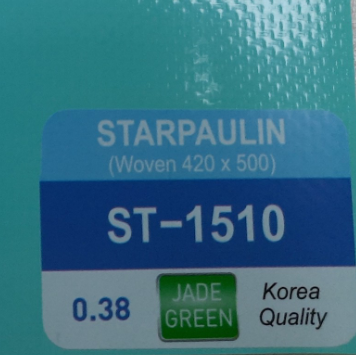 STARPAULIN
(Woven 420 x 500)
ST-1510
0.38
JADE
GREEN
Korea
Quality